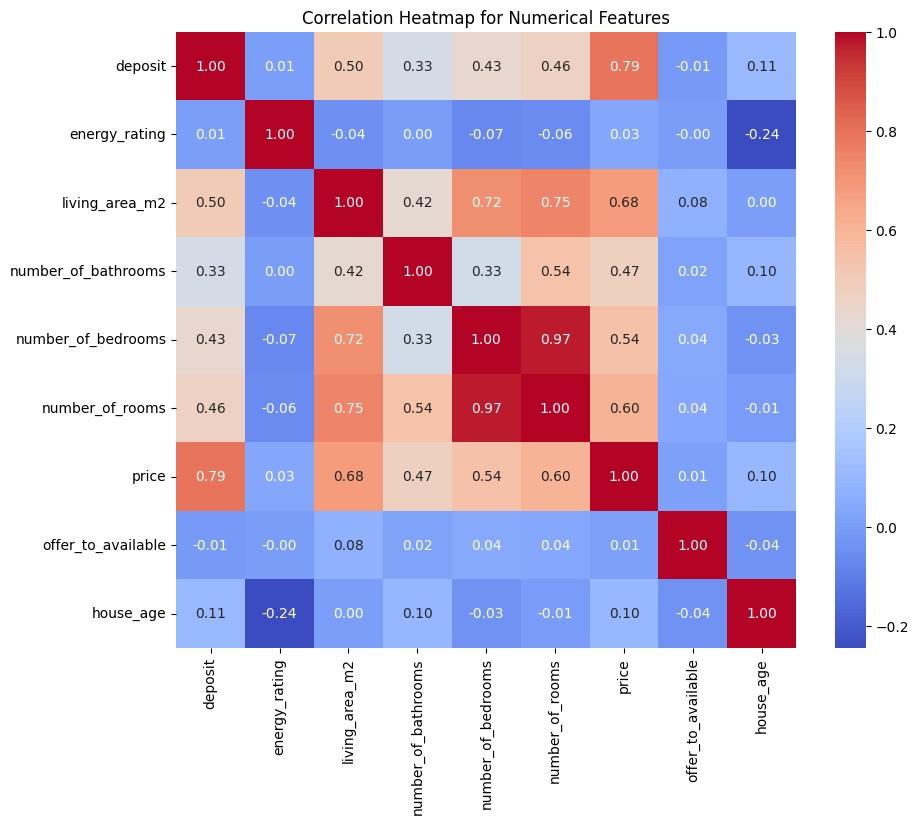 Correlation Heatmap for Numerical Features
deposit 1.00 0.01 0.50 0.33 0.43 0.46 0.79 -0.01 0.11
energy_rating 0.01 1.00 -0.04 0.00 -0.07 -0.06 0.03 -0.00 -0.24
living_area_m2 0.50 -0.04 1.00 0.42 0.72 0.75 0.68 0.08 0.00
number_of_bathrooms 0.33 0.00 0.42 1.00 0.33 0.54 0.47 0.02 0.10
number_of_bedrooms 0.43 -0.07 0.72 0.33 1.00 0.97 0.54 0.04 -0.03
number_of_rooms 0.46 -0.06 0.75 0.54 0.97 1.00 0.60 0.04 -0.01
price 0.79 0.03 0.68 0.47 0.54 0.60 1.00 0.01 0.10
offer_to_available -0.01 -0.00 0.08 0.02 0.04 0.04 0.01 1.00 -0.04
house_age 0.11 -0.24 0.00 0.10 -0.03 -0.01 0.10 -0.04 1.00
deposit
energy_rating
living_area_m2
number_of_bathrooms
number_of_bedrooms
number_of_rooms
price
offer_to_available
house_age
1.0
0.8
0.6
0.4
0.2
0.0
−0.2